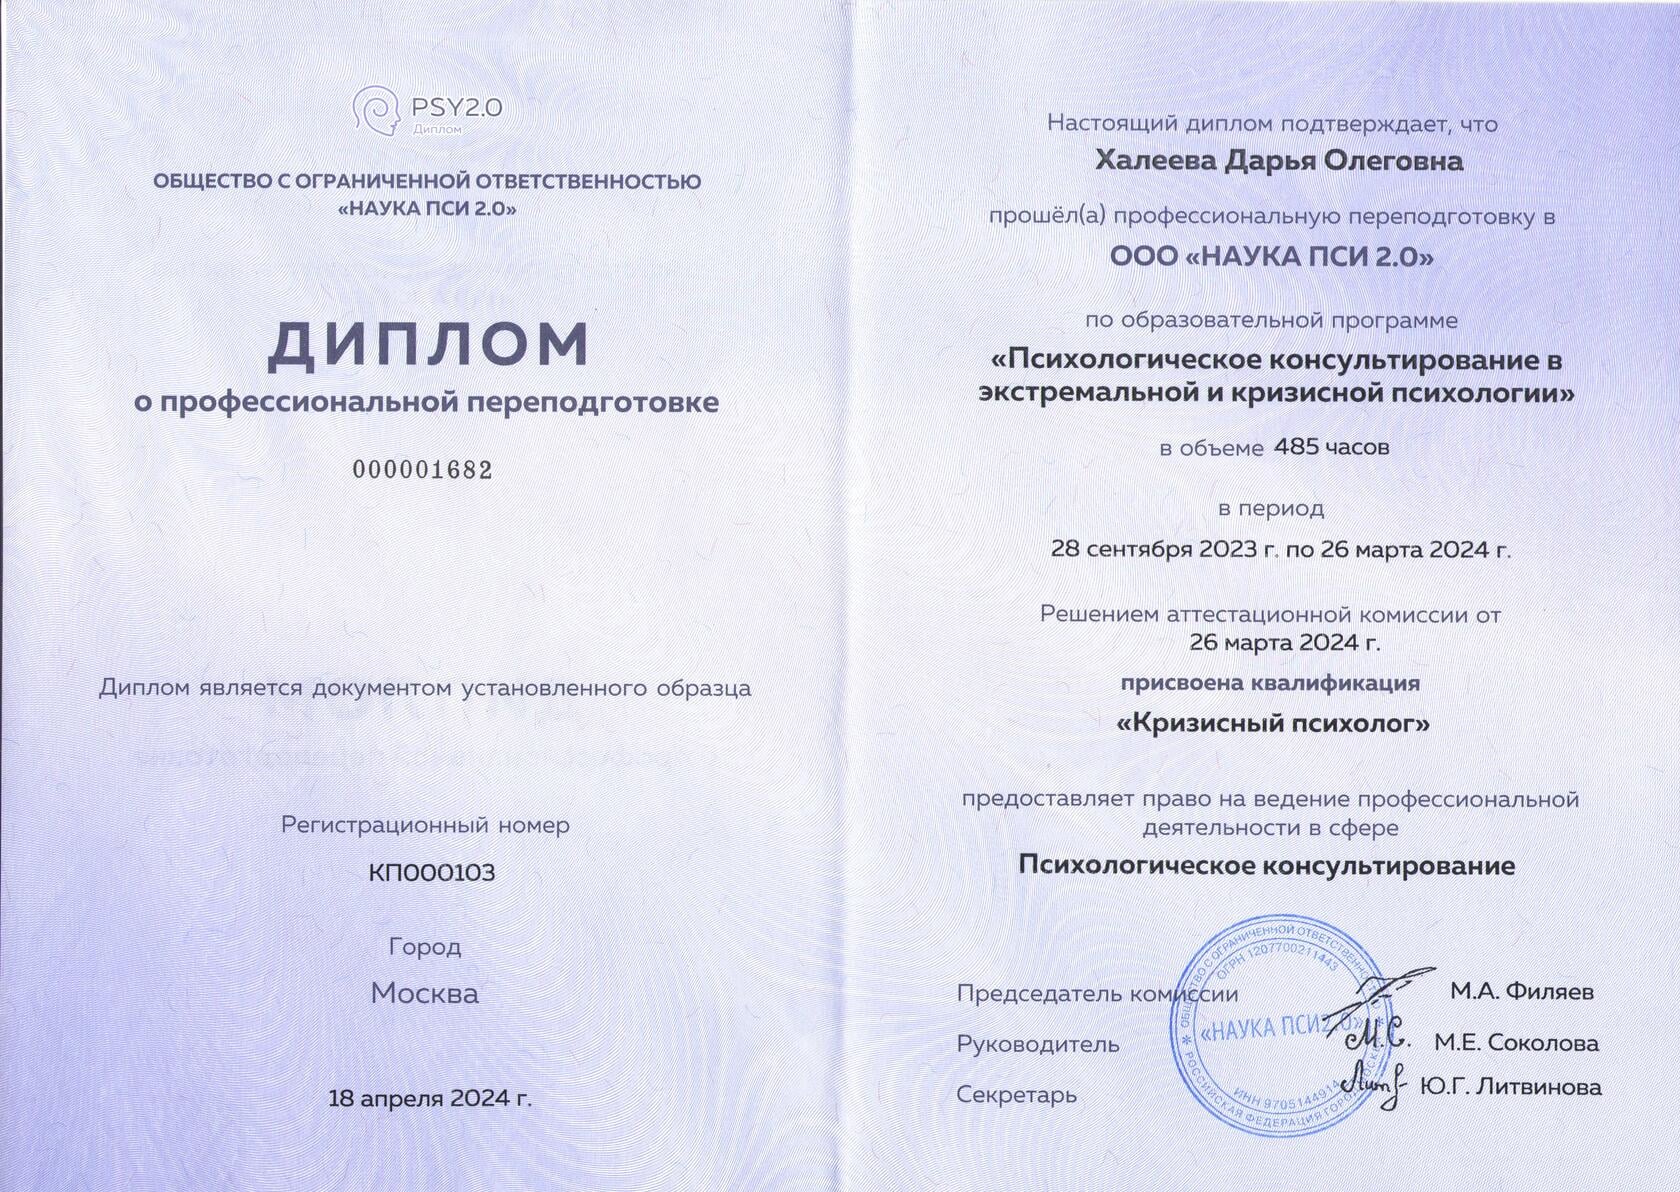 PSY2.0
Диплом
ОБЩЕСТВО С ОГРАНИЧЕННОЙ ОТВЕТСТВЕННОСТЬЮ
«НАУКА ПСИ 2.0»
ДИПЛОМ
о профессиональной переподготовке
000001682
Диплом является документом установленного образца
Регистрационный номер
КП000103
Город
Москва
18 апреля 2024 г.
Настоящий диплом подтверждает, что
Халеева Дарья Олеговна
прошёл(а) профессиональную переподготовку в
ООО «НАУКА ПСИ 2.0»
по образовательной программе
«Психологическое консультирование в
экстремальной и кризисной психологии»
в объеме 485 часов
в период
28 сентября 2023 г. по 26 марта 2024 г.
Решением аттестационной комиссии от
26 марта 2024 г.
присвоена квалификация
«Кризисный психолог»
предоставляет право на ведение профессиональной
деятельности в сфере
Психологическое консультирование
Председатель комиссии М.А. Филяев
Руководитель М.С. М.Е. Соколова
Секретарь Ю.Г. Литвинова
ОБЩЕСТВО С ОГРАНИЧЕННОЙ ОТВЕТСТВЕННОСТЬЮ
ОГРН 1207700211443
«НАУКА ПСИ2.0»
ИНН 9705144914
РОССИЙСКАЯ ФЕДЕРАЦИЯ ГОРОД МОСКВА